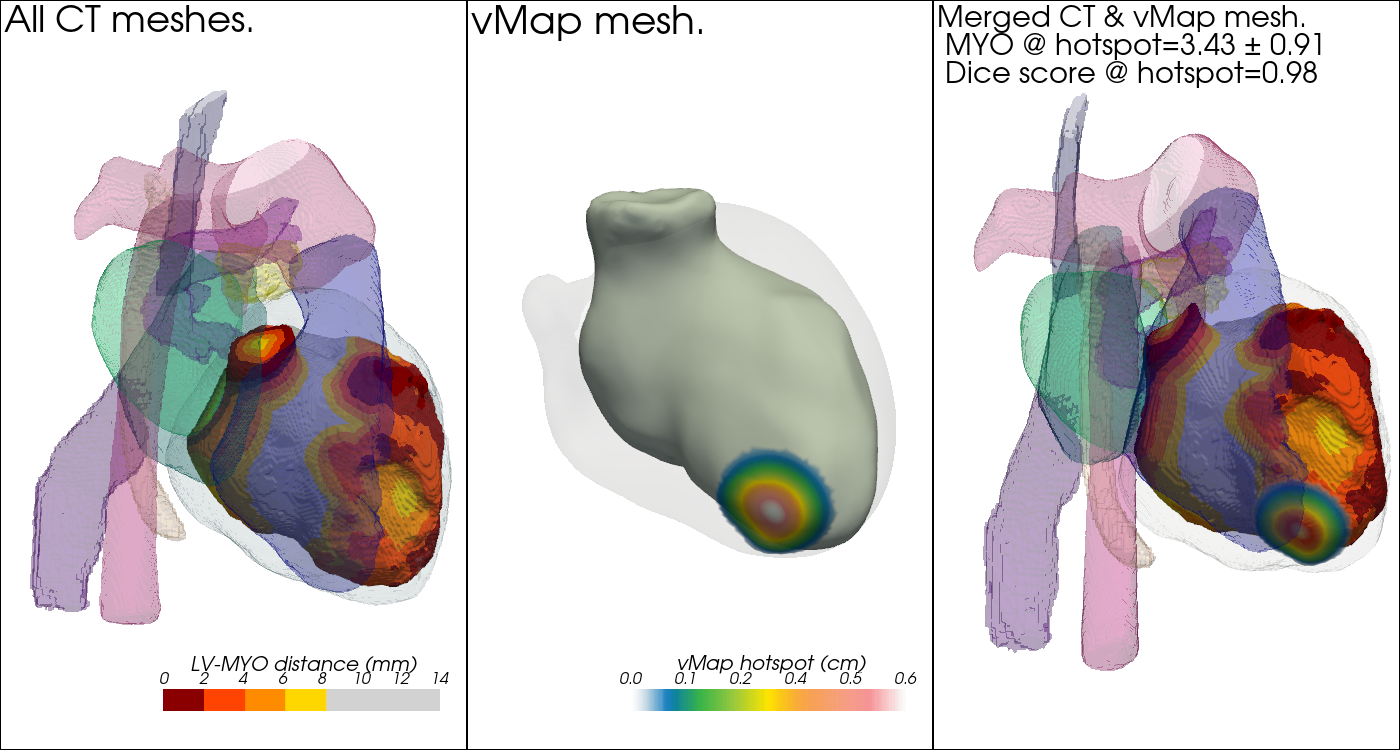 All CT meshes.
LV-MYO distance (mm)
0 2 4 6 8 10 12 14
vMap mesh.
vMap hotspot (cm)
0.0 0.1 0.2 0.4 0.5 0.6
Merged CT & vMap mesh.
MYO @ hotspot=3.43 ± 0.91
Dice score @ hotspot=0.98